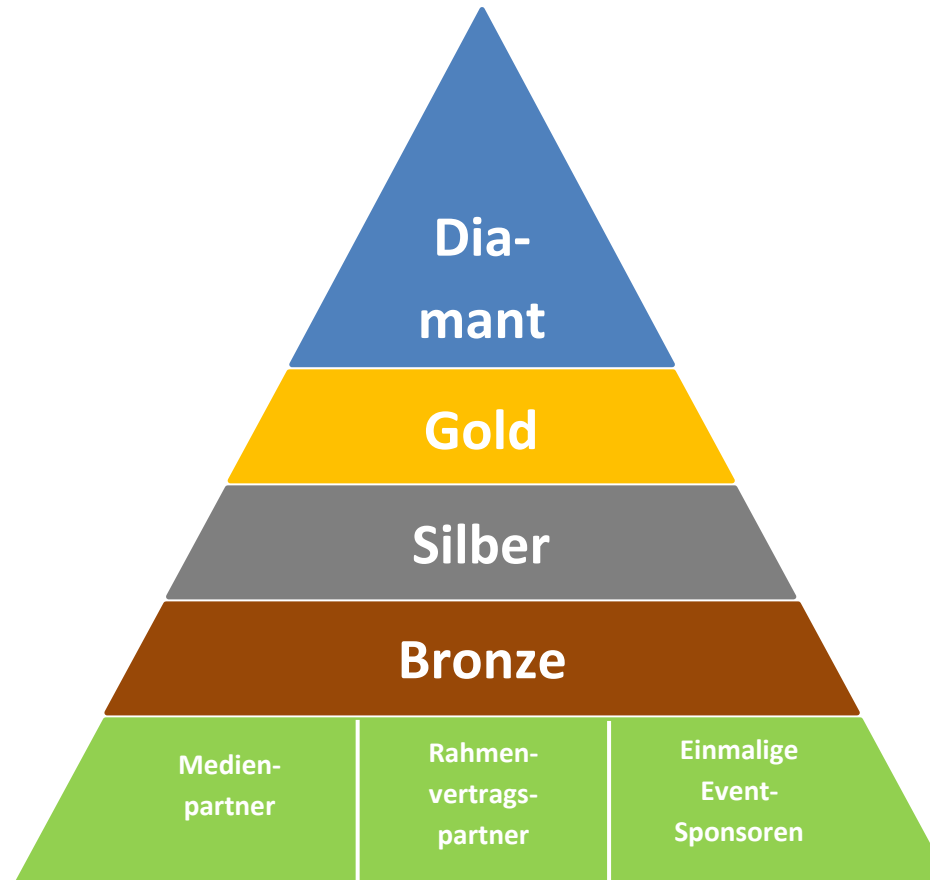 Dia-
mant
Gold
Silber
Bronze
Medien-
partner
Rahmen-
vertrags-
partner
Einmalige
Event-
Sponsoren